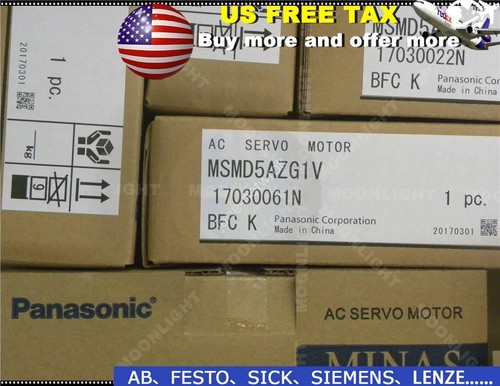 US FREE TAX
Buy more and offer more
1 pc.
20170301
kg
17030022N
BFC K Panasonic Cor
Made in China
AC SERVO MOTOR
MSMD5AZG1V
17030061N 1 pc.
BFC K Panasonic Corporation
Made in China 20170301
MOONLIGHT
Panasonic
AC SERVO MOTOR
MINAS
AB、FESTO、SICK、SIEMENS、LENZE......